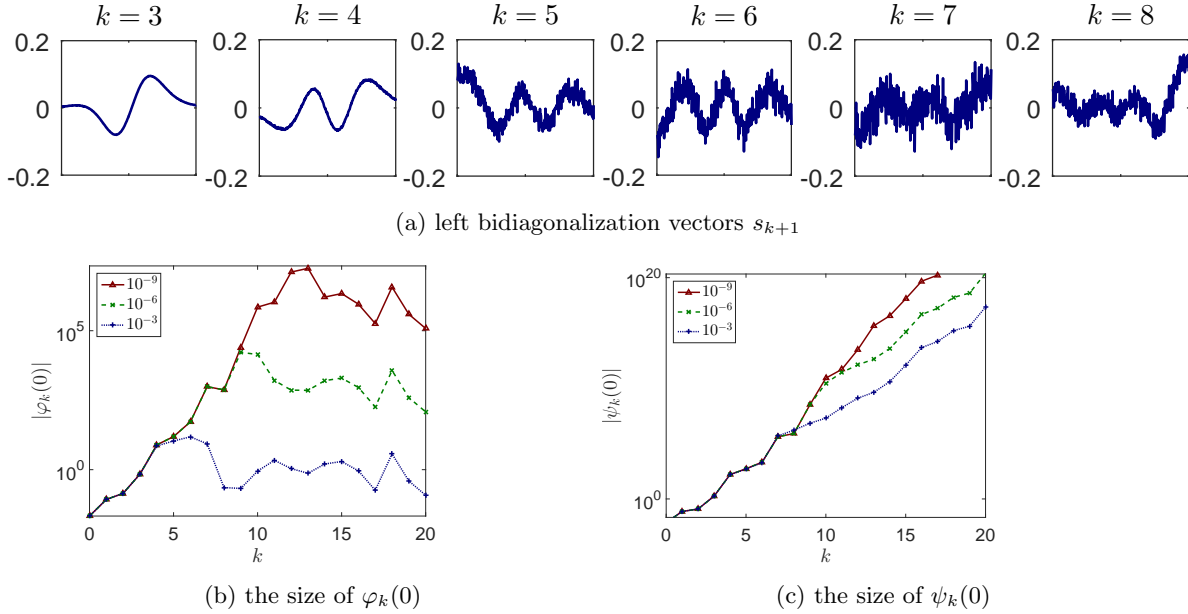 k = 3 k = 4 k = 5 k = 6 k = 7 k = 8
0.2 0.2 0.2 0.2 0.2 0.2
0 0 0 0 0 0
-0.2 -0.2 -0.2 -0.2 -0.2 -0.2
(a) left bidiagonalization vectors s_{k+1}
10^{-9}
10^{-6}
10^{-3}
10^5
10^0
|φ_k(0)|
0 5 10 15 20
k
(b) the size of φ_k(0)
10^{20}
10^{-9}
10^{-6}
10^{-3}
10^0
|ψ_k(0)|
0 5 10 15 20
k
(c) the size of ψ_k(0)